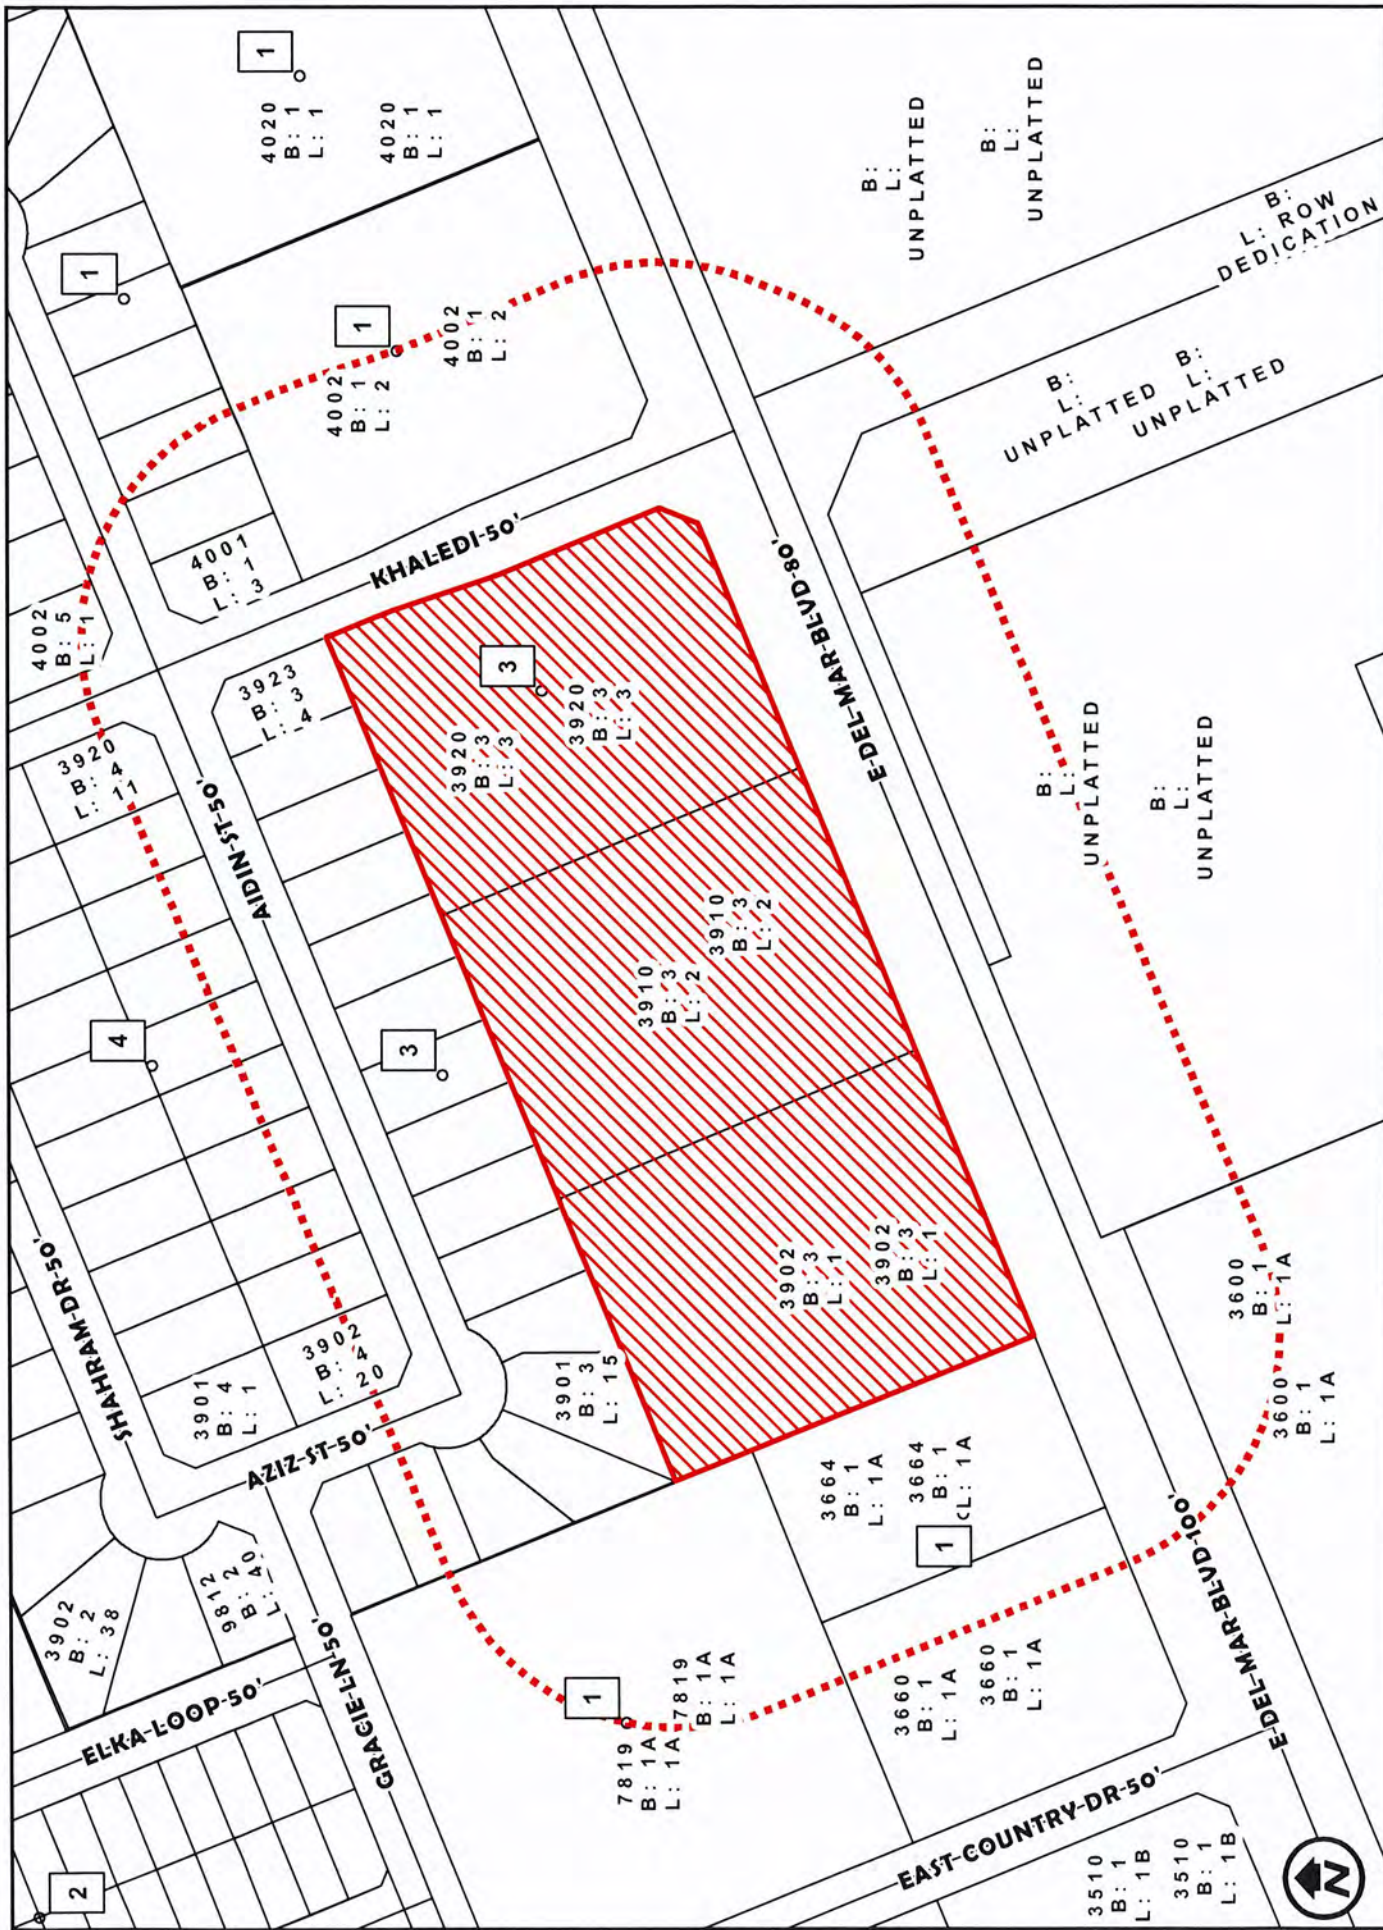 1
4020
B: 1
L: 1
4020
B: 1
L: 1
1
1
4002
B: 1
L: 2
4002
B: 1
L: 2
B:
L:
UNPLATTED
B:
L:
UNPLATTED
B:
L: ROW
DEDICATION
B:
L:
UNPLATTED
B:
L:
UNPLATTED
4001
B: 1
L: 3
4002
B: 5
L: 1
KHALEDI-50'
3923
B: 3
L: 4
3920
B: 4
L: 11
AIDIN-ST-50'
3
3920
B: 3
L: 3
3920
B: 3
L: 3
E-DEL-MAR-BLVD-80'
B:
L:
UNPLATTED
B:
L:
UNPLATTED
4
3
3910
B: 3
L: 2
3910
B: 3
L: 2
SHAHRAM-DR-50'
3901
B: 4
L: 1
3902
B: 4
L: 20
AZIZ-ST-50'
3901
B: 3
L: 15
3902
B: 3
L: 1
3902
B: 3
L: 1
3600
B: 1
L: 1A
3600
B: 1
L: 1A
3664
B: 1
L: 1A
3664
B: 1
L: 1A
1
3902
B: 2
L: 38
9812
B: 2
L: 40
ELKA-LOOP-50'
GRACIE-LN-50'
1
7819
B: 1A
L: 1A
7819
B: 1A
L: 1A
3660
B: 1
L: 1A
3660
B: 1
L: 1A
E-DEL-MAR-BLVD-100'
EAST-COUNTRY-DR-50'
2
3510
B: 1
L: 1B
3510
B: 1
L: 1B
N